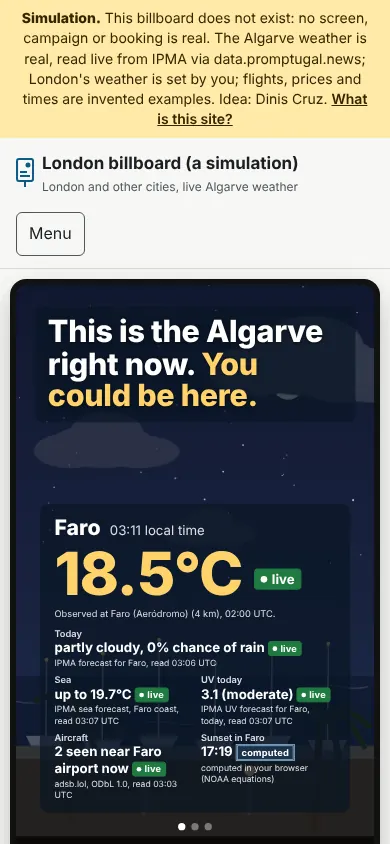 Simulation. This billboard does not exist: no screen,
campaign or booking is real. The Algarve weather is
real, read live from IPMA via data.promptugal.news;
London's weather is set by you; flights, prices and
times are invented examples. Idea: Dinis Cruz. What
is this site?
London billboard (a simulation)
London and other cities, live Algarve weather
Menu
This is the Algarve
right now. You
could be here.
Faro 03:11 local time
18.5°C live
Observed at Faro (Aeródromo) (4 km), 02:00 UTC.
Today
partly cloudy, 0% chance of rain live
IPMA forecast for Faro, read 03:06 UTC
Sea
up to 19.7°C live
IPMA sea forecast, Faro coast,
read 03:07 UTC
UV today
3.1 (moderate) live
IPMA UV forecast for Faro,
today, read 03:07 UTC
Aircraft
2 seen near Faro
airport now live
adsb.lol, ODbL 1.0, read 03:03
UTC
Sunset in Faro
17:19 computed
computed in your browser
(NOAA equations)